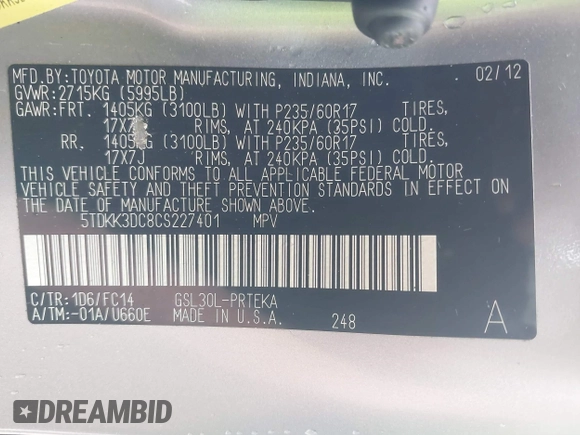 MFD.BY:TOYOTA MOTOR MANUFACTURING, INDIANA, INC. 02/12
GVWR:2715KG (5995LB)
GAWR:FRT. 1405KG (3100LB) WITH P235/60R17 TIRES,
17X7J RIMS, AT 240KPA (35PSI) COLD.
RR. 1405KG (3100LB) WITH P235/60R17 TIRES,
17X7J RIMS, AT 240KPA (35PSI) COLD.
THIS VEHICLE CONFORMS TO ALL APPLICABLE FEDERAL MOTOR
VEHICLE SAFETY AND THEFT PREVENTION STANDARDS IN EFFECT ON
THE DATE OF MANUFACTURE SHOWN ABOVE.
5TDKK3DC8CS227401 MPV
C/TR:1D6/FC14 GSL30L-PRTEKA
A/TM:-01A/U660E MADE IN U.S.A. 248 A
DREAMBID